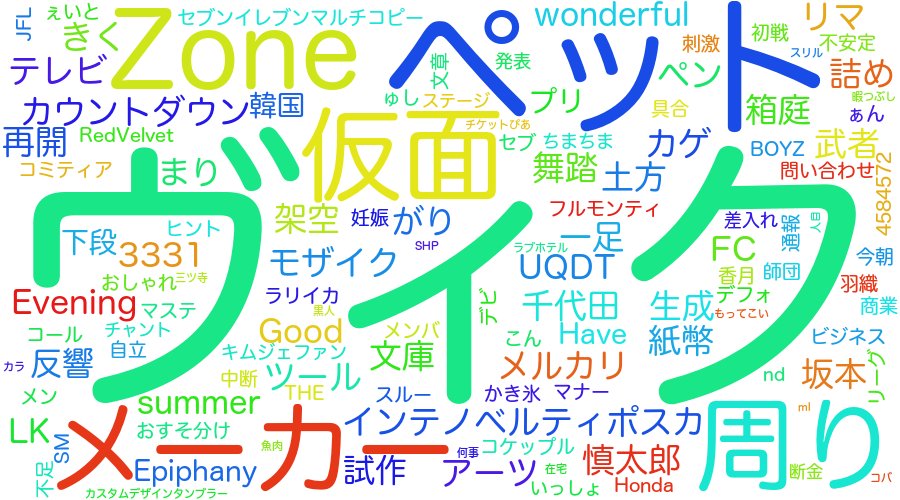 JFL
ぇいと
セブンイレブンマルチコピー
wonderful
リマ
きく
Zone
ペット
刺激
初戦
不安定
スリル
テレビ
文章
発表
ペン
詰め
カウントダウン
韓国
ゅし
ステージ
プリ
具合
箱庭
暇つぶし
ぁん
再開
RedVelvet
仮面
チケットぴあ
セブ
ちまちま
カゲ
BOYZ
武者
コミティア
まり
ヴィク
舞踏
土方
問い合わせ
4584572
架空
妊娠
がり
フルモンティ
差入れ
通報
人目
下段
ヒント
3331
SHP
ラブホテル
一足
FC
今朝
モザイク
UQDT
香月
師団
おしゃれ
三ツ寺
羽織
Evening
マステ
ラリイカ
デビ
千代田
生成
デフォ
商業
黒人
もってこい
コール
チャント
Good
メンバ
こん
Have
紙幣
ビジネス
カラ
反響
自立
キムジェファン
文庫
メルカリ
nd
坂本
リーグ
中断
ツール
メン
THE
スルー
かき氷
マナー
summer
メーカー
インテノベルティポスカ
周り
ml
LK
SM
おすそ分け
魚肉
何事
コケップル
不足
Epiphany
試作
アーツ
在宅
慎太郎
断金
コバ
カスタムデザインタンブラー
いっしょ
Honda